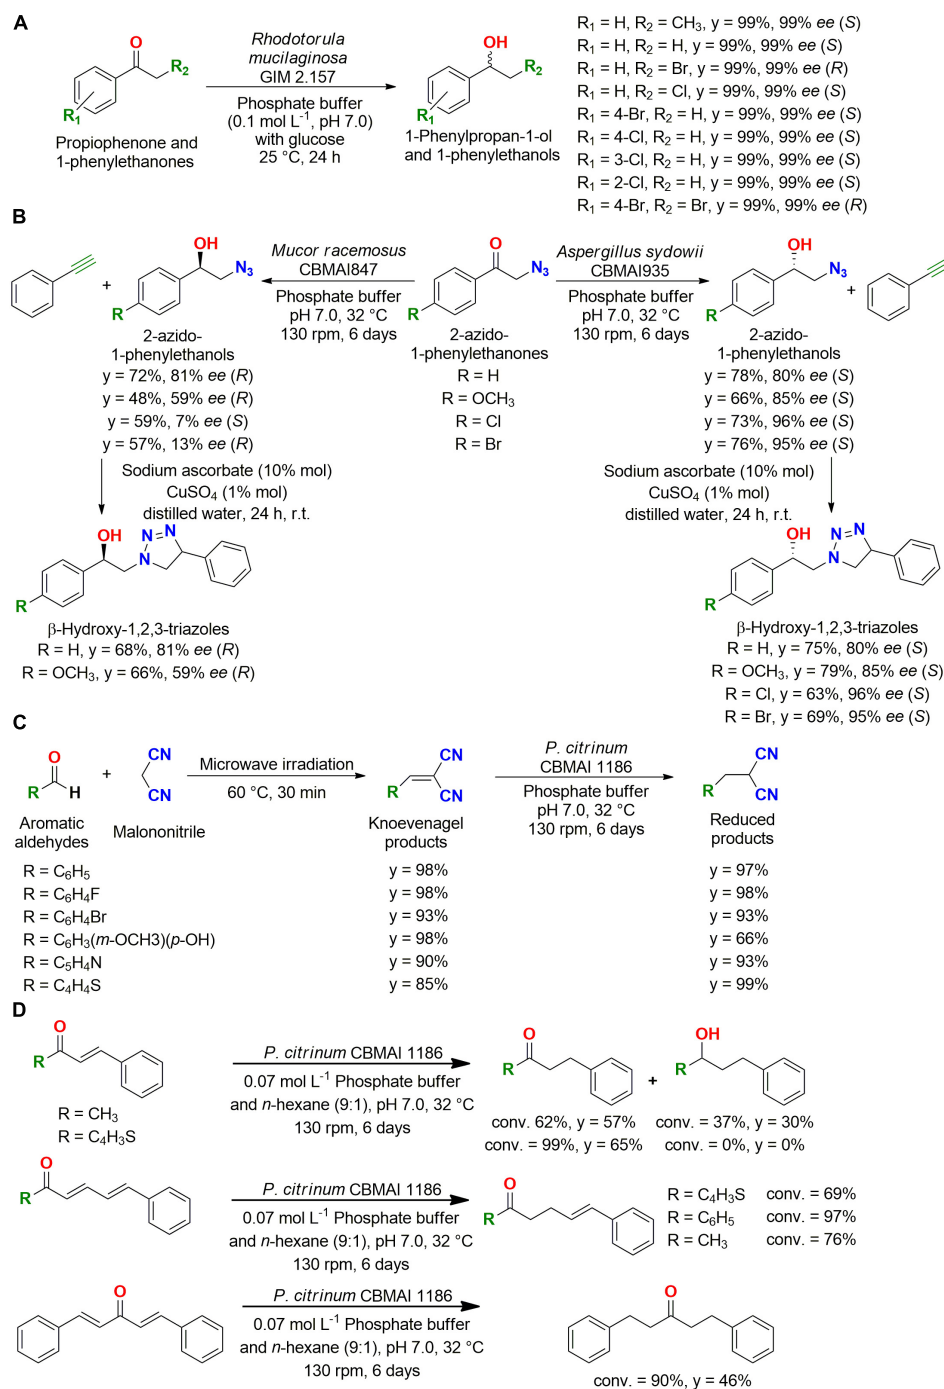 A
O
R2
R1
Propiophenone and
1-phenylethanones
Rhodotorula
mucilaginosa
GIM 2.157
Phosphate buffer
(0.1 mol L-1, pH 7.0)
with glucose
25 °C, 24 h
OH
R2
R1
1-Phenylpropan-1-ol
and 1-phenylethanols
R1 = H, R2 = CH3, y = 99%, 99% ee (S)
R1 = H, R2 = H, y = 99%, 99% ee (S)
R1 = H, R2 = Br, y = 99%, 99% ee (R)
R1 = H, R2 = Cl, y = 99%, 99% ee (S)
R1 = 4-Br, R2 = H, y = 99%, 99% ee (S)
R1 = 4-Cl, R2 = H, y = 99%, 99% ee (S)
R1 = 3-Cl, R2 = H, y = 99%, 99% ee (S)
R1 = 2-Cl, R2 = H, y = 99%, 99% ee (S)
R1 = 4-Br, R2 = Br, y = 99%, 99% ee (R)
B
+
OH
N3
R
2-azido-
1-phenylethanols
y = 72%, 81% ee (R)
y = 48%, 59% ee (R)
y = 59%, 7% ee (S)
y = 57%, 13% ee (R)
Mucor racemosus
CBMAI847
Phosphate buffer
pH 7.0, 32 °C
130 rpm, 6 days
O
N3
R
2-azido-
1-phenylethanones
R = H
R = OCH3
R = Cl
R = Br
Aspergillus sydowii
CBMAI935
Phosphate buffer
pH 7.0, 32 °C
130 rpm, 6 days
OH
N3
R
+
2-azido-
1-phenylethanols
y = 78%, 80% ee (S)
y = 66%, 85% ee (S)
y = 73%, 96% ee (S)
y = 76%, 95% ee (S)
Sodium ascorbate (10% mol)
CuSO4 (1% mol)
distilled water, 24 h, r.t.
Sodium ascorbate (10% mol)
CuSO4 (1% mol)
distilled water, 24 h, r.t.
OH
N
N
N
R
β-Hydroxy-1,2,3-triazoles
R = H, y = 68%, 81% ee (R)
R = OCH3, y = 66%, 59% ee (R)
OH
N
N
N
R
β-Hydroxy-1,2,3-triazoles
R = H, y = 75%, 80% ee (S)
R = OCH3, y = 79%, 85% ee (S)
R = Cl, y = 63%, 96% ee (S)
R = Br, y = 69%, 95% ee (S)
C
O
R
H
Aromatic
aldehydes
+
CN
CN
Malononitrile
Microwave irradiation
60 °C, 30 min
CN
R
CN
Knoevenagel
products
P. citrinum
CBMAI 1186
Phosphate buffer
pH 7.0, 32 °C
130 rpm, 6 days
CN
R
CN
Reduced
products
R = C6H5
y = 98%
y = 97%
R = C6H4F
y = 98%
y = 98%
R = C6H4Br
y = 93%
y = 93%
R = C6H3(m-OCH3)(p-OH)
y = 98%
y = 66%
R = C5H4N
y = 90%
y = 93%
R = C4H4S
y = 85%
y = 99%
D
O
R
R = CH3
R = C4H3S
P. citrinum CBMAI 1186
0.07 mol L-1 Phosphate buffer
and n-hexane (9:1), pH 7.0, 32 °C
130 rpm, 6 days
O
R
+
OH
R
conv. 62%, y = 57%
conv. = 37%, y = 30%
conv. = 99%, y = 65%
conv. = 0%, y = 0%
O
R
P. citrinum CBMAI 1186
0.07 mol L-1 Phosphate buffer
and n-hexane (9:1), pH 7.0, 32 °C
130 rpm, 6 days
O
R
R = C4H3S
conv. = 69%
R = C6H5
conv. = 97%
R = CH3
conv. = 76%
O
P. citrinum CBMAI 1186
0.07 mol L-1 Phosphate buffer
and n-hexane (9:1), pH 7.0, 32 °C
130 rpm, 6 days
O
conv. = 90%, y = 46%